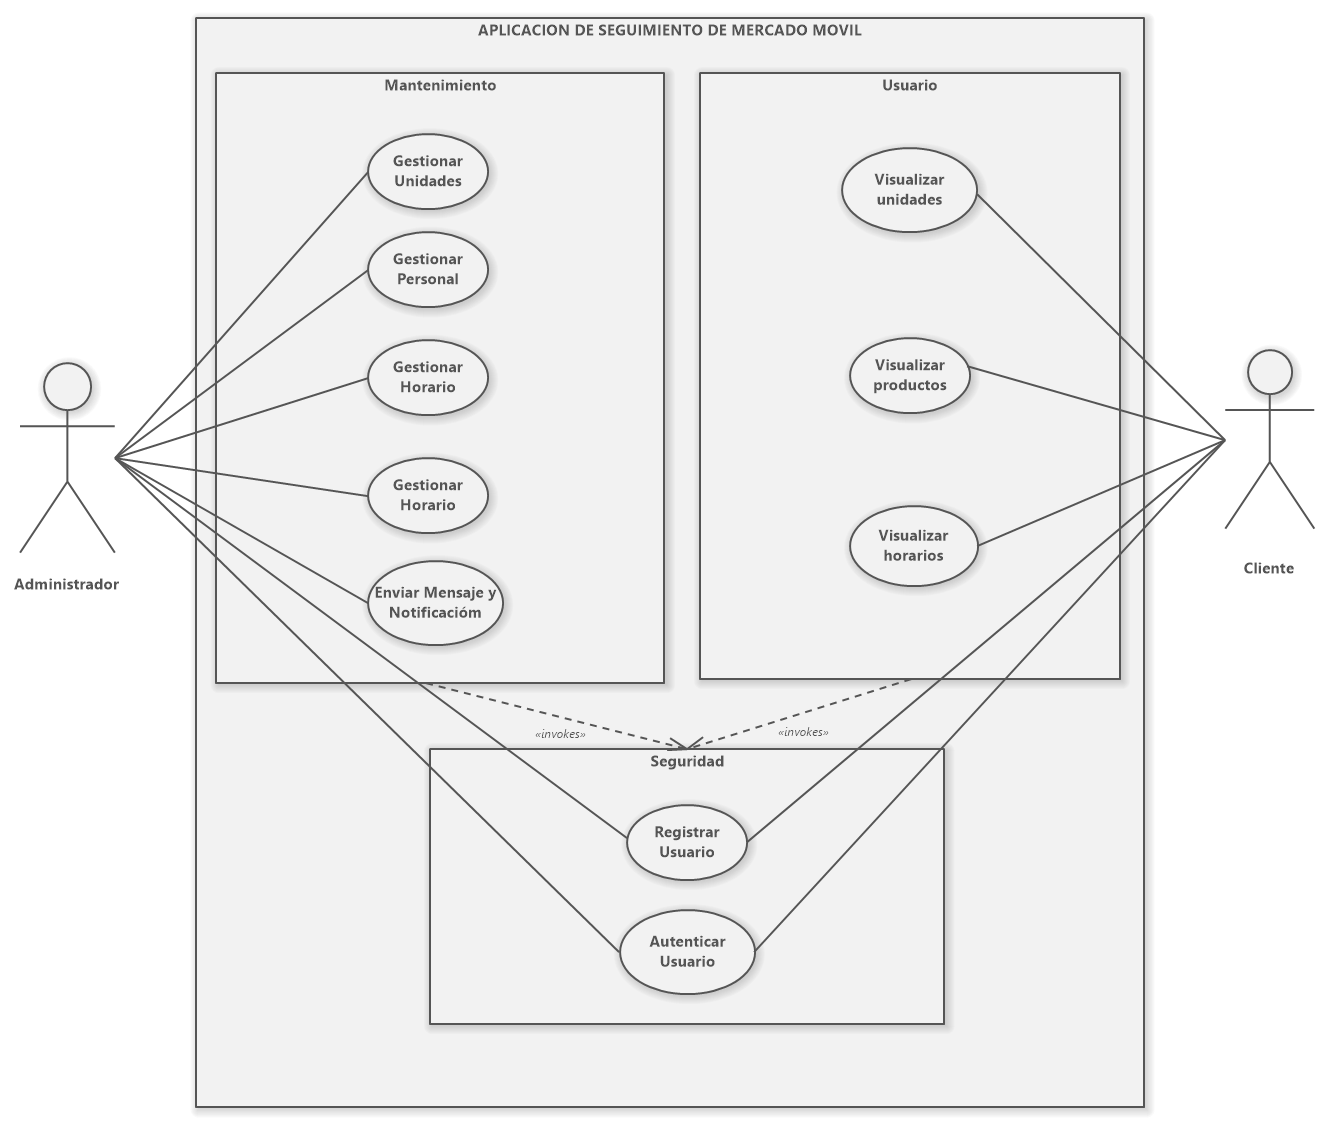 APLICACION DE SEGUIMIENTO DE MERCADO MOVIL
Mantenimiento
Gestionar
Unidades
Gestionar
Personal
Gestionar
Horario
Gestionar
Horario
Enviar Mensaje y
Notificacióm
Usuario
Visualizar
unidades
Visualizar
productos
Visualizar
horarios
Administrador
Cliente
«invokes»
«invokes»
Seguridad
Registrar
Usuario
Autenticar
Usuario